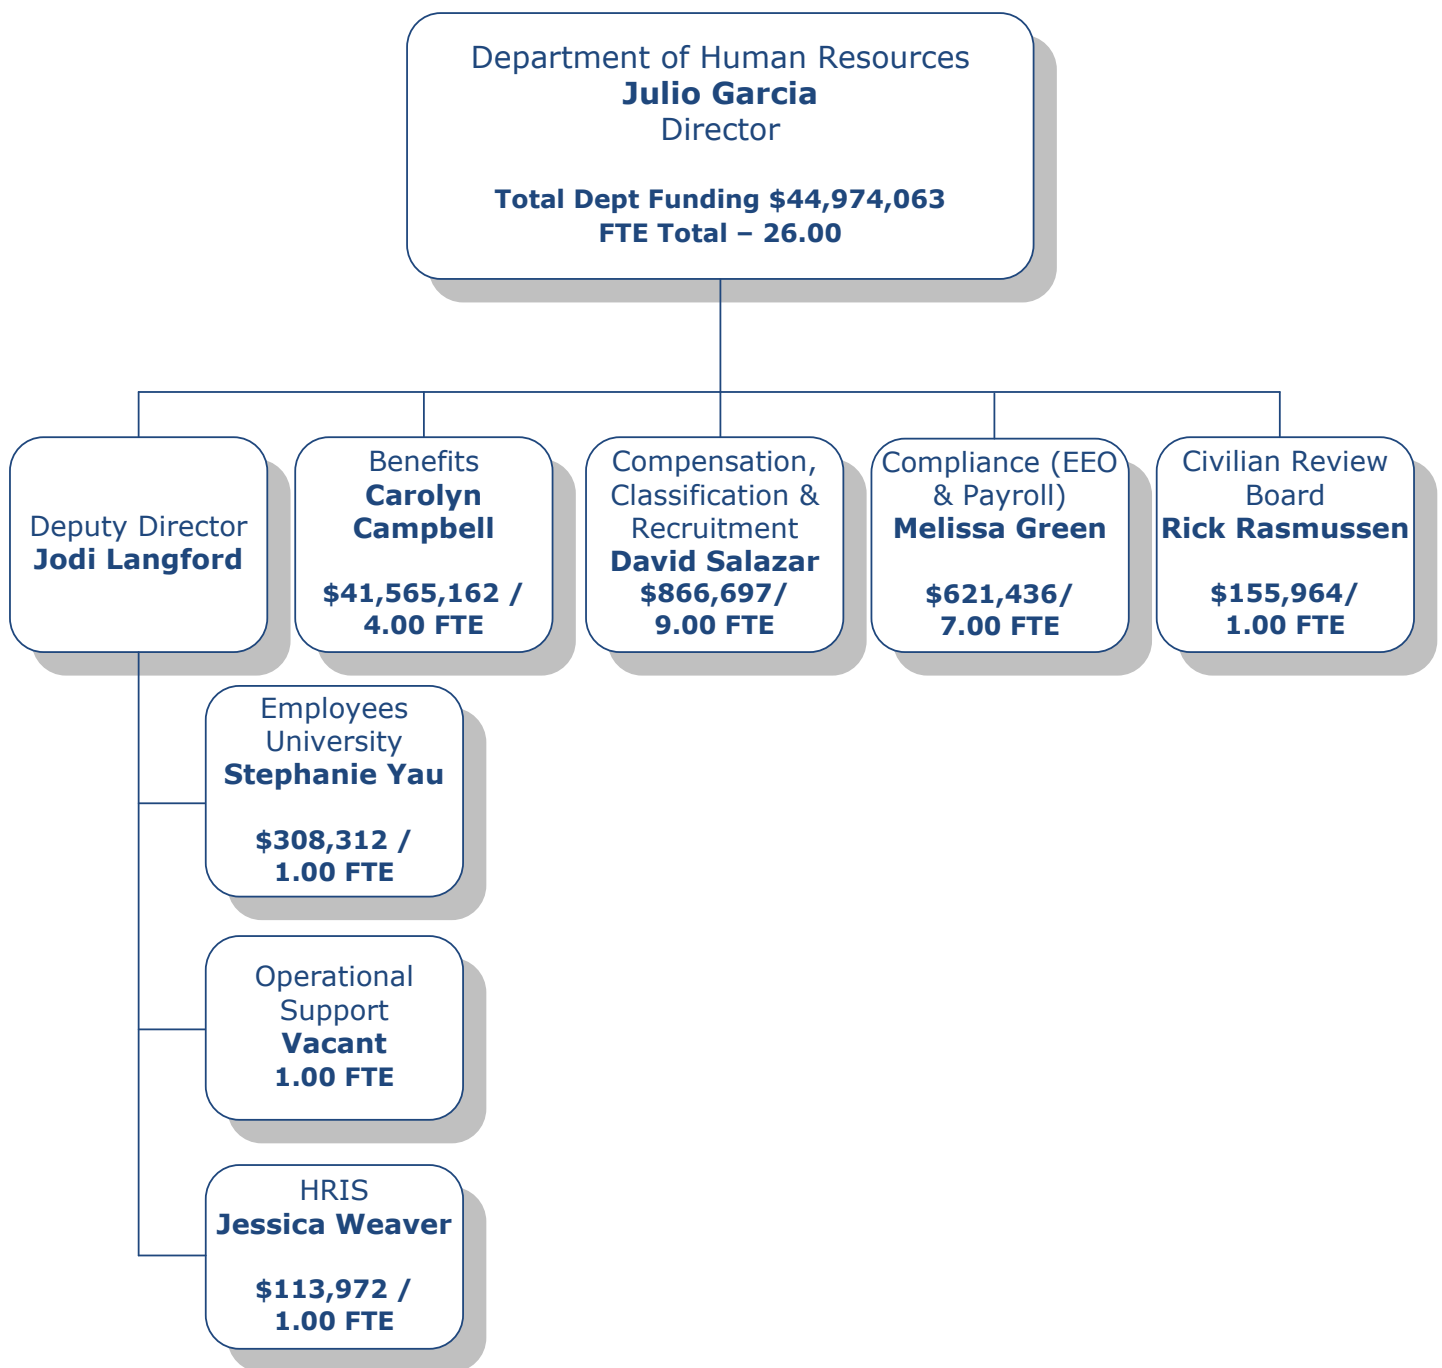 Department of Human Resources
Julio Garcia
Director
Total Dept Funding $44,974,063
FTE Total – 26.00
Deputy Director
Jodi Langford
Benefits
Carolyn
Campbell
$41,565,162 /
4.00 FTE
Compensation,
Classification &
Recruitment
David Salazar
$866,697/
9.00 FTE
Compliance (EEO
& Payroll)
Melissa Green
$621,436/
7.00 FTE
Civilian Review
Board
Rick Rasmussen
$155,964/
1.00 FTE
Employees
University
Stephanie Yau
$308,312 /
1.00 FTE
Operational
Support
Vacant
1.00 FTE
HRIS
Jessica Weaver
$113,972 /
1.00 FTE